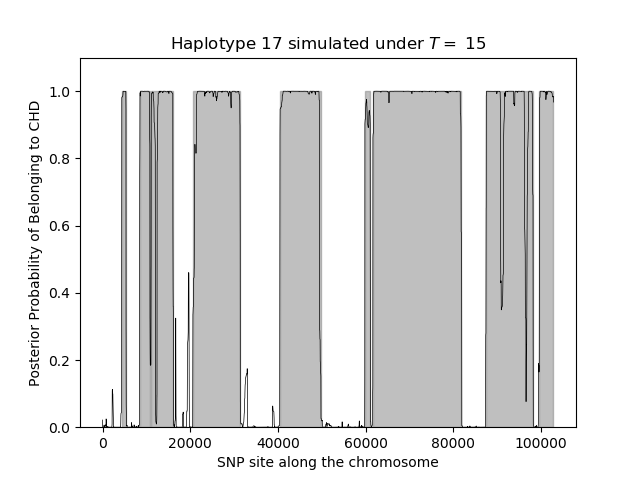 Haplotype 17 simulated under T = 15
Posterior Probability of Belonging to CHD
1.0
0.8
0.6
0.4
0.2
0.0
0 20000 40000 60000 80000 100000
SNP site along the chromosome